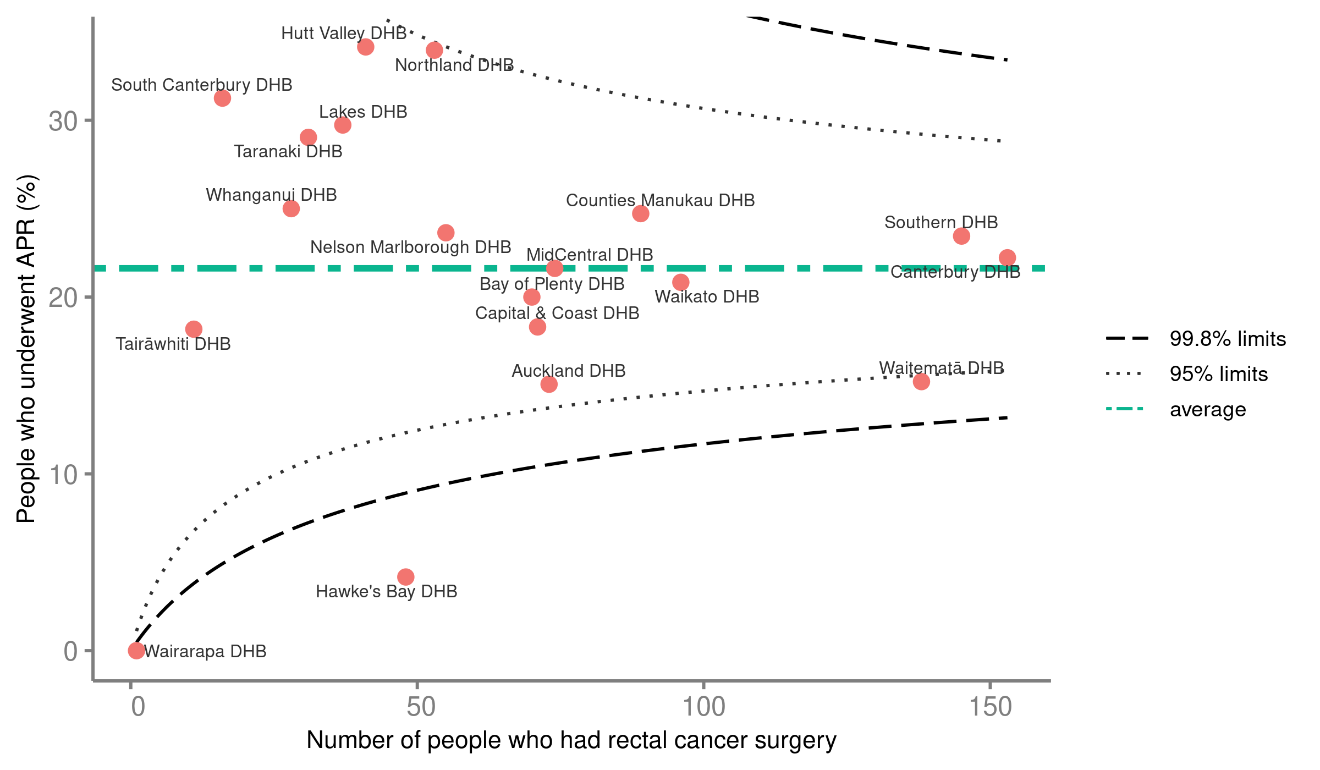 Hutt Valley DHB
Northland DHB
South Canterbury DHB
Lakes DHB
Taranaki DHB
Whanganui DHB
Counties Manukau DHB
Southern DHB
Nelson Marlborough DHB
MidCentral DHB
Canterbury DHB
Bay of Plenty DHB
Waikato DHB
Capital & Coast DHB
Tairāwhiti DHB
Auckland DHB
Waitematā DHB
Hawke's Bay DHB
Wairarapa DHB
30
20
10
0
People who underwent APR (%)
0
50
100
150
Number of people who had rectal cancer surgery
99.8% limits
95% limits
average